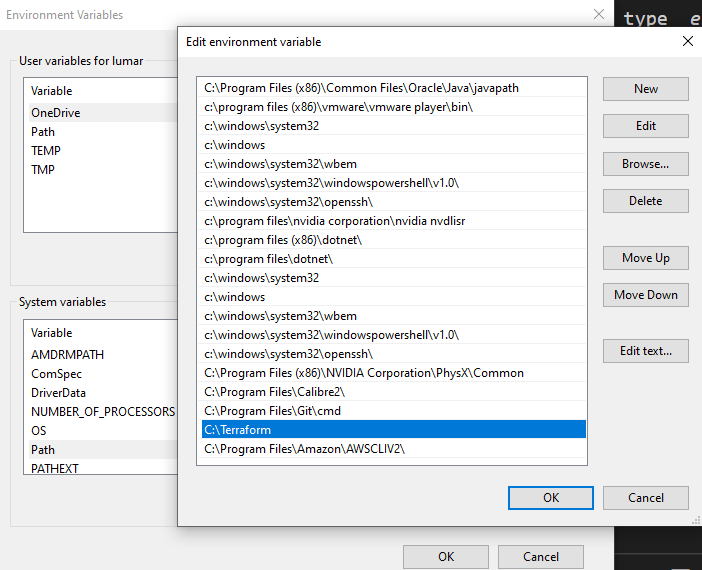 Environment Variables
type e
Edit environment variable
User variables for lumar
Variable
OneDrive
Path
TEMP
TMP
C:\Program Files (x86)\Common Files\Oracle\Java\javapath
c:\program files (x86)\vmware\vmware player\bin\
c:\windows\system32
c:\windows
c:\windows\system32\wbem
c:\windows\system32\windowspowershell\v1.0\
c:\windows\system32\openssh\
c:\program files\nvidia corporation\nvidia nvdlisr
c:\program files (x86)\dotnet\
c:\program files\dotnet\
c:\windows\system32
c:\windows
c:\windows\system32\wbem
c:\windows\system32\windowspowershell\v1.0\
c:\windows\system32\openssh\
C:\Program Files (x86)\NVIDIA Corporation\PhysX\Common
C:\Program Files\Calibre2\
C:\Program Files\Git\cmd
C:\Terraform
C:\Program Files\Amazon\AWSCLIV2\
New
Edit
Browse...
Delete
Move Up
Move Down
Edit text...
OK
Cancel
System variables
Variable
AMDRMPATH
ComSpec
DriverData
NUMBER_OF_PROCESSORS
OS
Path
PATHEXT
OK
Cancel